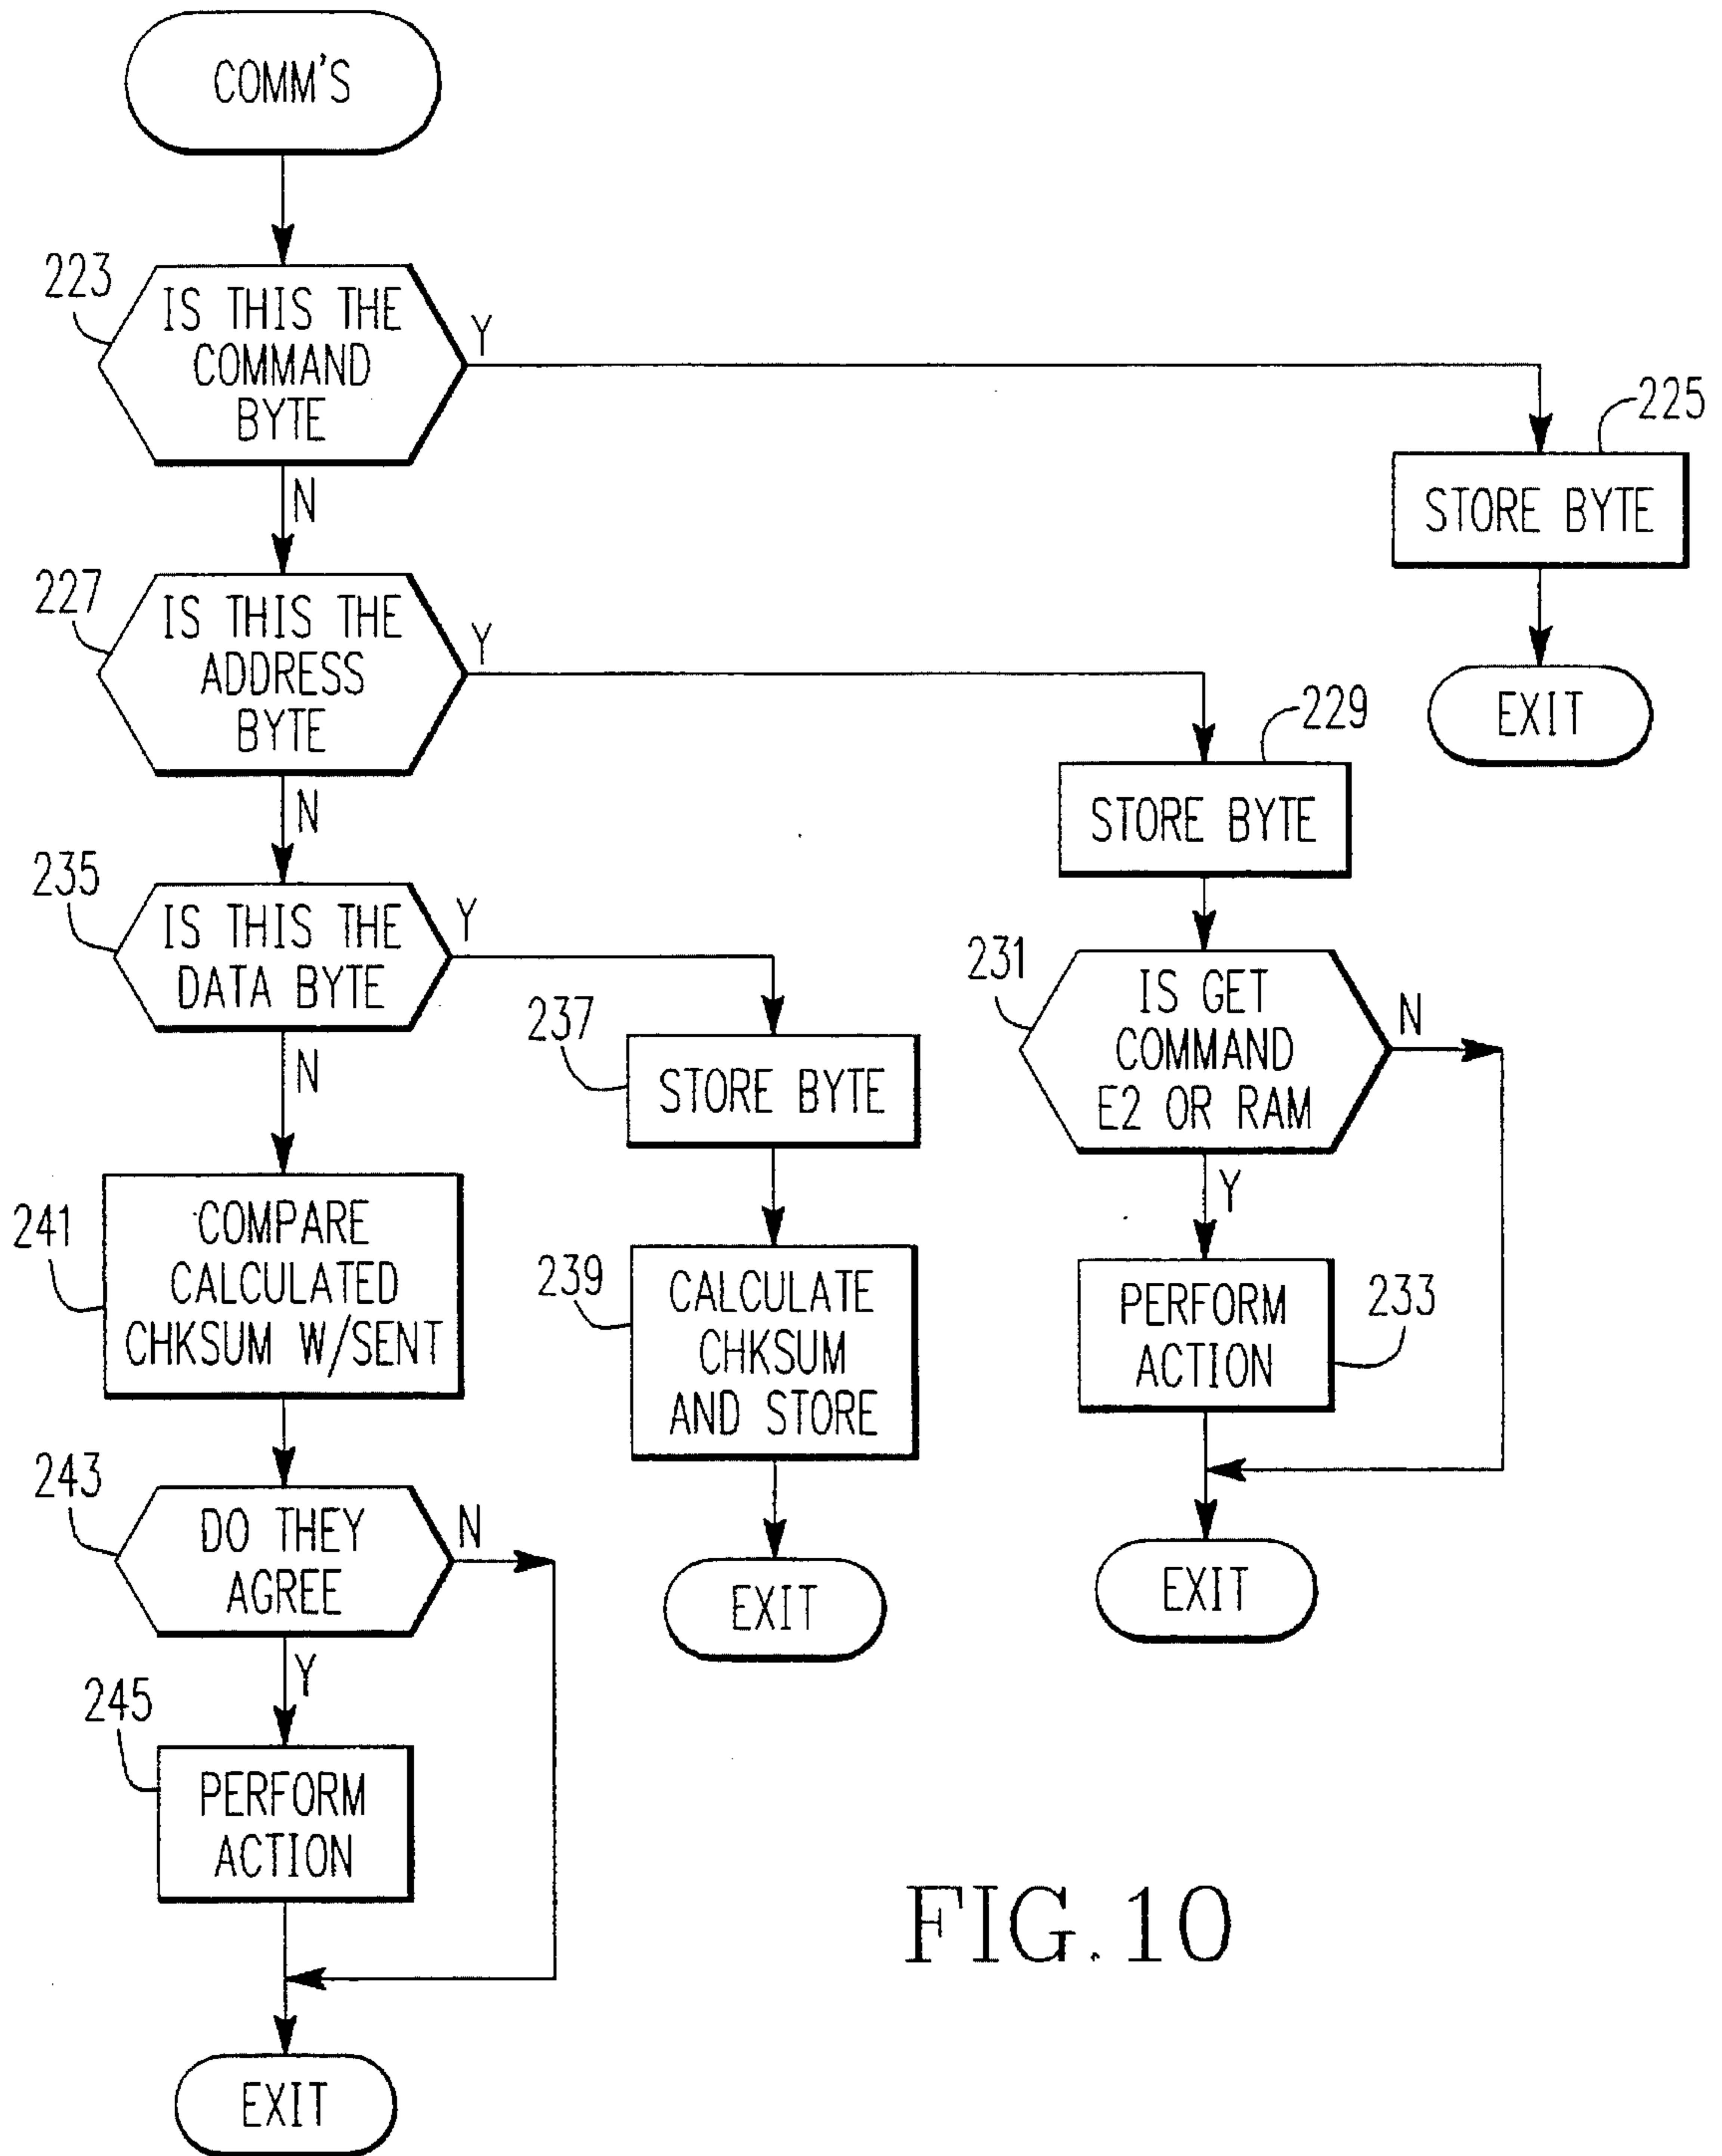 COMM'S
223
IS THIS THE
COMMAND
BYTE
Y
N
225
STORE BYTE
EXIT
227
IS THIS THE
ADDRESS
BYTE
Y
N
229
STORE BYTE
231
IS GET
COMMAND
E2 OR RAM
N
Y
PERFORM
ACTION
233
EXIT
235
IS THIS THE
DATA BYTE
Y
N
237
STORE BYTE
239
CALCULATE
CHKSUM
AND STORE
EXIT
241
COMPARE
CALCULATED
CHKSUM W/SENT
243
DO THEY
AGREE
N
Y
245
PERFORM
ACTION
EXIT
FIG. 10